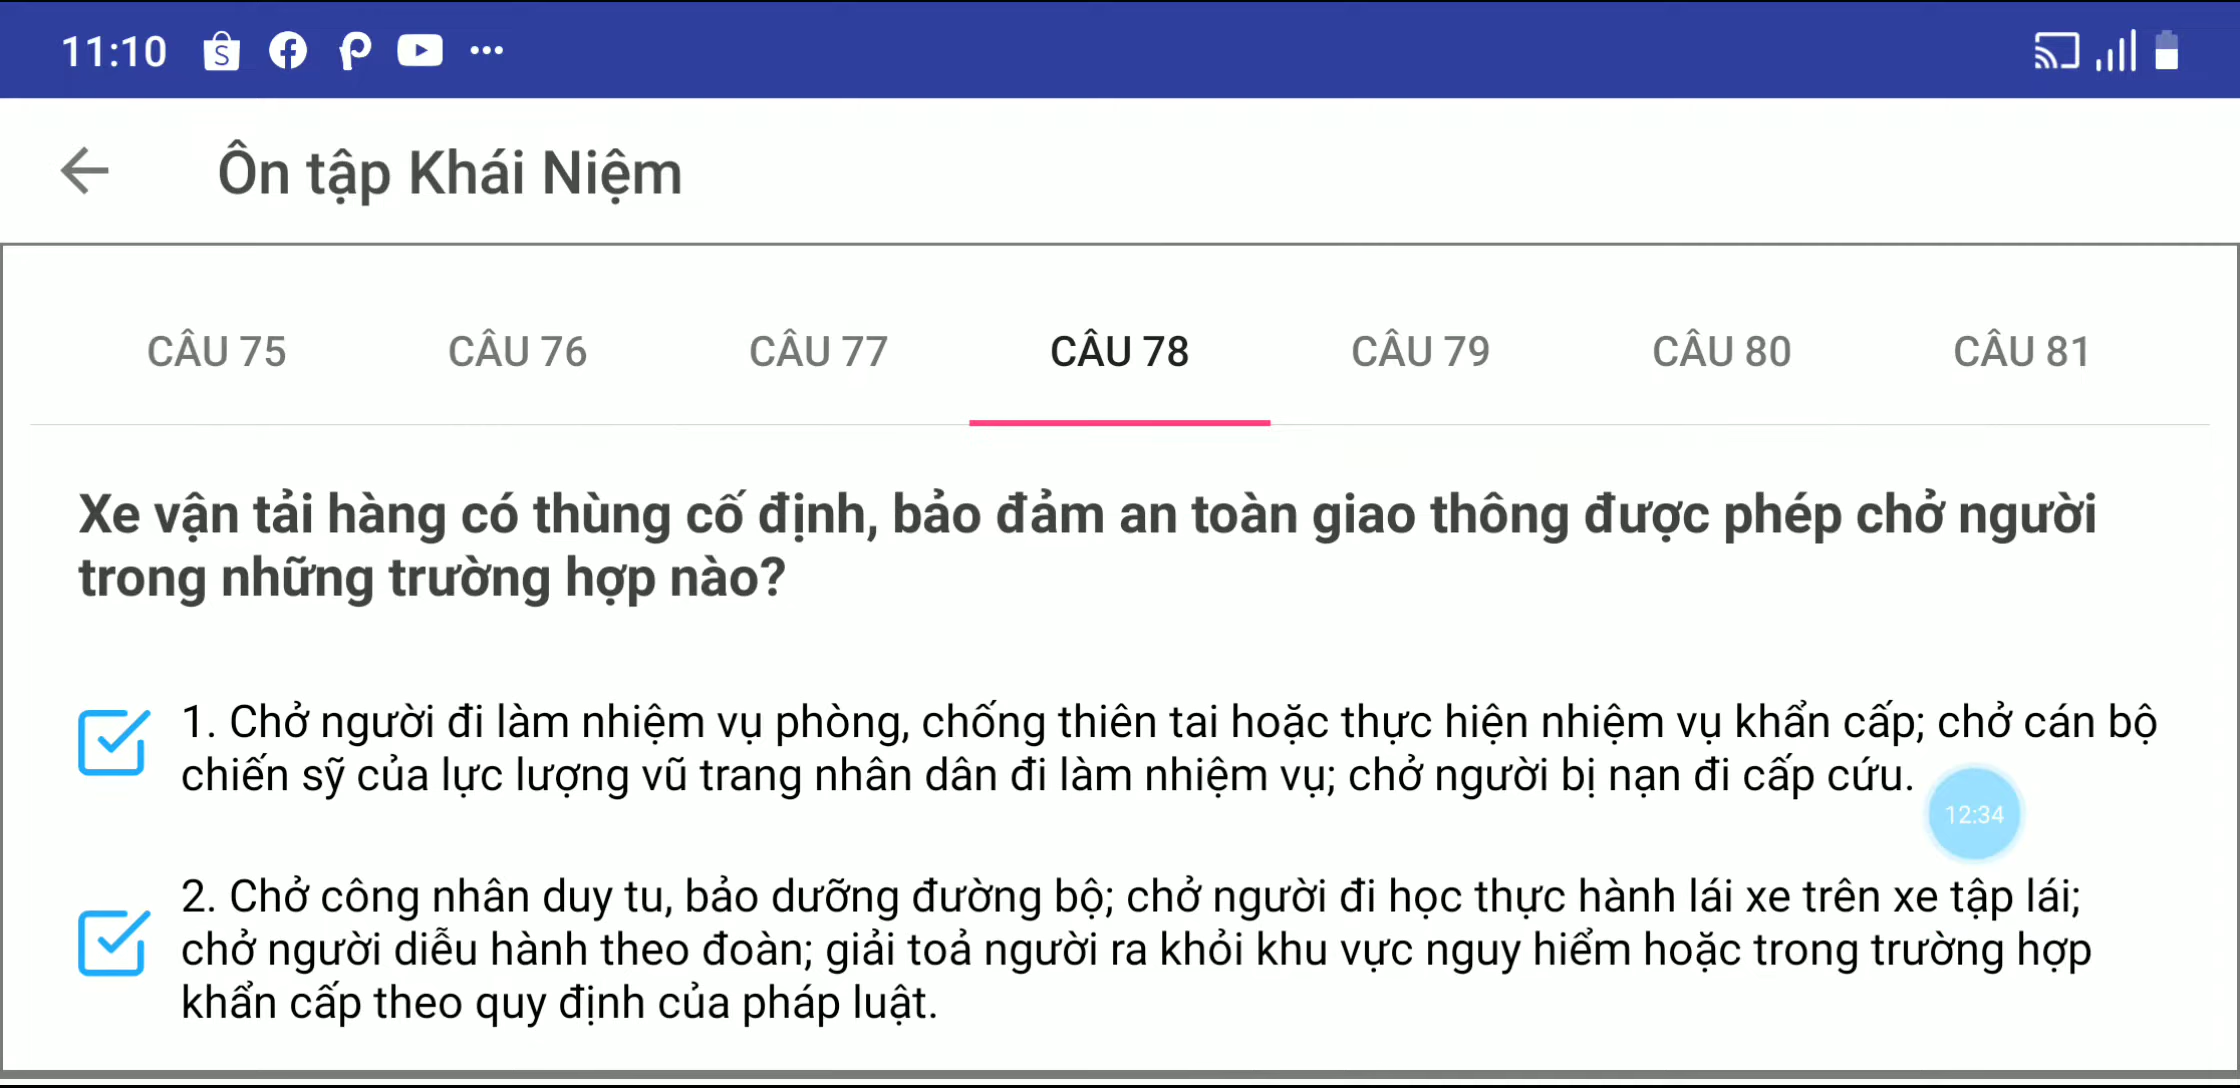 11:10
Ôn tập Khái Niệm
CÂU 75 CÂU 76 CÂU 77 CÂU 78 CÂU 79 CÂU 80 CÂU 81
Xe vận tải hàng có thùng cố định, bảo đảm an toàn giao thông được phép chở người
trong những trường hợp nào?
1. Chở người đi làm nhiệm vụ phòng, chống thiên tai hoặc thực hiện nhiệm vụ khẩn cấp; chở cán bộ
chiến sỹ của lực lượng vũ trang nhân dân đi làm nhiệm vụ; chở người bị nạn đi cấp cứu.
12:34
2. Chở công nhân duy tu, bảo dưỡng đường bộ; chở người đi học thực hành lái xe trên xe tập lái;
chở người diễu hành theo đoàn; giải toả người ra khỏi khu vực nguy hiểm hoặc trong trường hợp
khẩn cấp theo quy định của pháp luật.